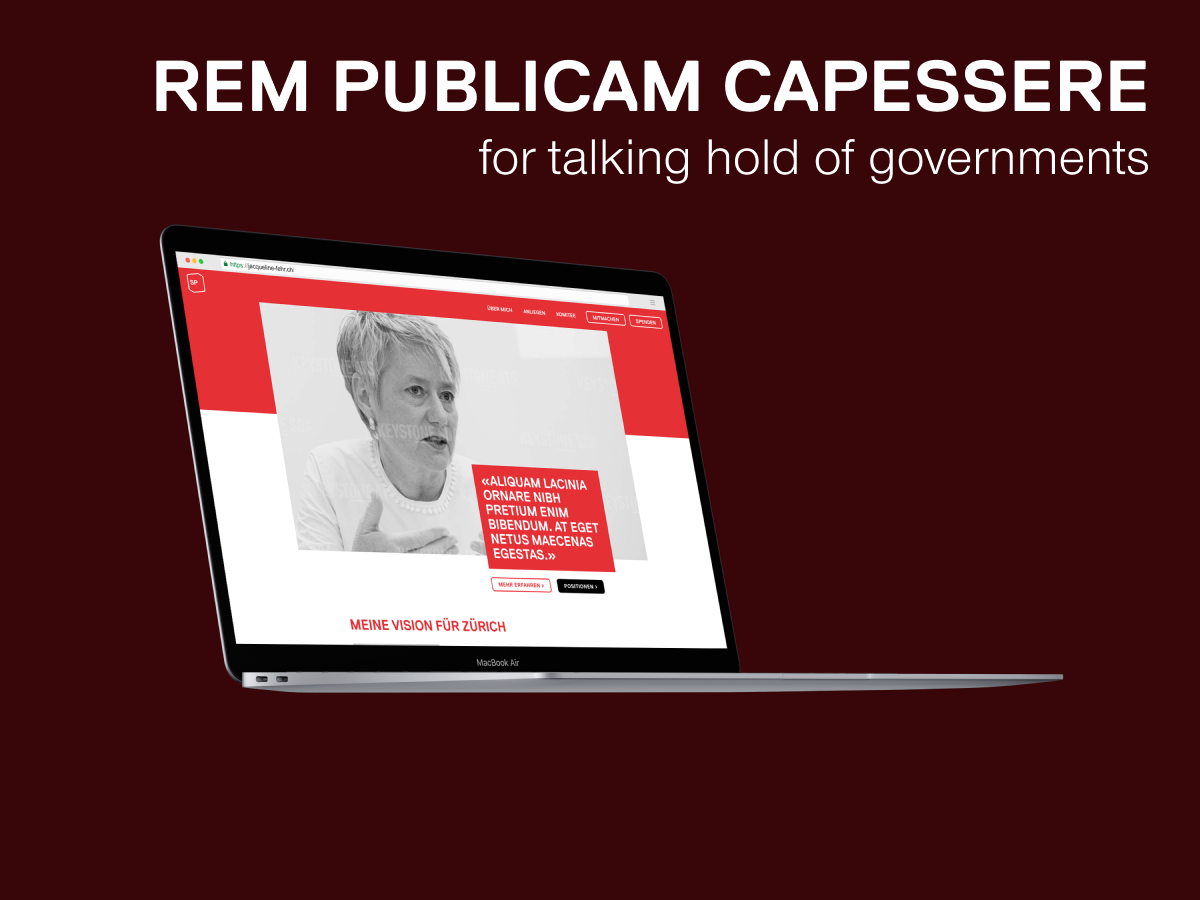 REM PUBLICAM CAPESSERE
for talking hold of governments
https://jacqueline-fehr.ch/
SP
ÜBER MICH
ANLIEGEN
KOMITEE
MITMACHEN
SPENDEN
KEYSTONE
«ALIQUAM LACINIA
ORNARE NIBH
PRETIUM ENIM
BIBENDUM. AT EGET
NETUS MAECENAS
EGESTAS.»
MEHR ERFAHREN >
POSITIONEN >
MEINE VISION FÜR ZÜRICH
MacBook Air